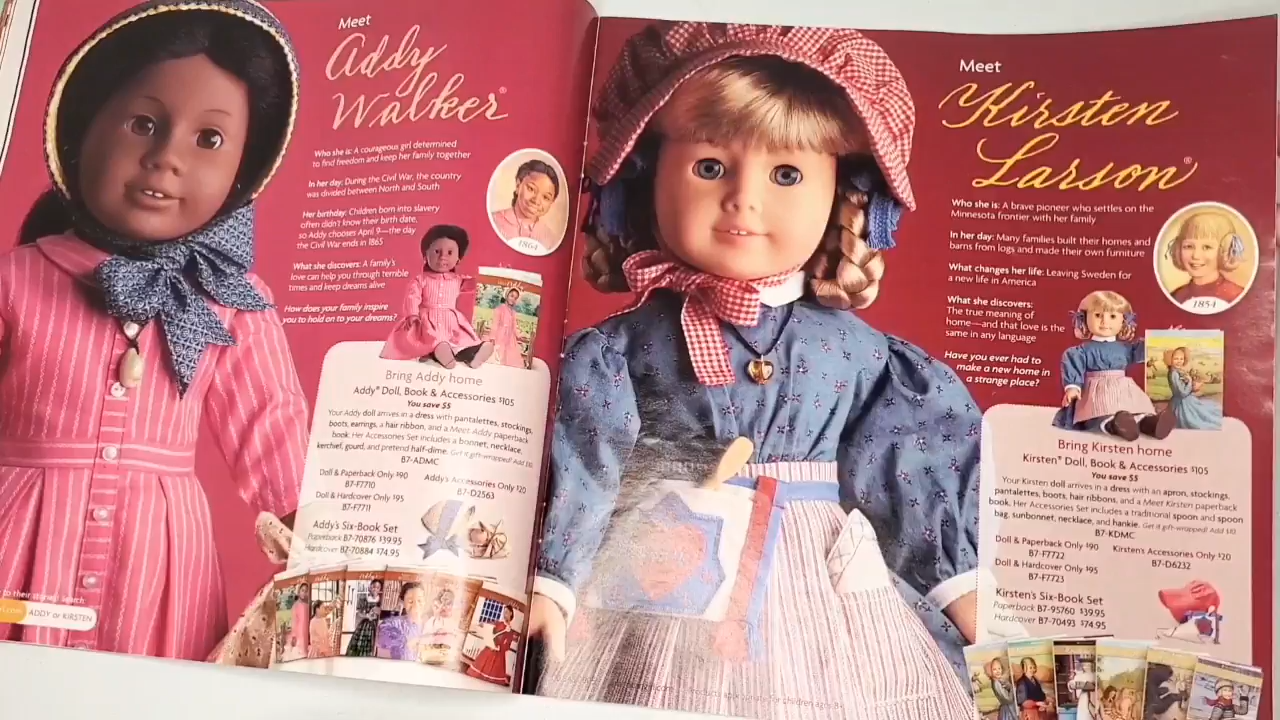 Meet
Addy
Walker®
Who she is: A courageous girl determined
to find freedom and keep her family together
In her day: During the Civil War, the country
was divided between North and South
Her birthday: Children born into slavery
often didn't know their birth date,
so Addy chooses April 9—the day
the Civil War ends in 1865
What she discovers: A family's
love can help you through terrible
times and keep dreams alive
How does your family inspire
you to hold on to your dreams?
1864
Bring Addy home
Addy® Doll, Book & Accessories $105
You save $5
Your Addy doll arrives in a dress with pantalettes, stockings,
boots, earrings, a hair ribbon, and a Meet Addy paperback
book. Her Accessories Set includes a bonnet, necklace,
kerchief, gourd, and pretend half-dime. Get it gift-wrapped! Add $10
B7-ADMC
Doll & Paperback Only $90
B7-F7710
Doll & Hardcover Only $95
B7-F7711
Addy's Accessories Only $20
B7-D2563
Addy's Six-Book Set
Paperback B7-70876 $39.95
Hardcover B7-70884 $74.95
to their stories! Search:
ADDY or KIRSTEN
Meet
Kirsten
Larson®
Who she is: A brave pioneer who settles on the
Minnesota frontier with her family
In her day: Many families built their homes and
barns from logs and made their own furniture
What changes her life: Leaving Sweden for
a new life in America
What she discovers:
The true meaning of
home—and that love is the
same in any language
Have you ever had to
make a new home in
a strange place?
1854
Bring Kirsten home
Kirsten® Doll, Book & Accessories $105
You save $5
Your Kirsten doll arrives in a dress with an apron, stockings,
pantalettes, boots, hair ribbons, and a Meet Kirsten paperback
book. Her Accessories Set includes a traditional spoon and spoon
bag, sunbonnet, necklace, and hankie. Get it gift-wrapped! Add $10
B7-KDMC
Doll & Paperback Only $90
B7-F7722
Doll & Hardcover Only $95
B7-F7723
Kirsten's Accessories Only $20
B7-D6232
Kirsten's Six-Book Set
Paperback B7-95760 $39.95
Hardcover B7-70493 $74.95